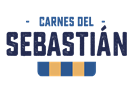 - CARNES DEL -
SEBASTIÁN